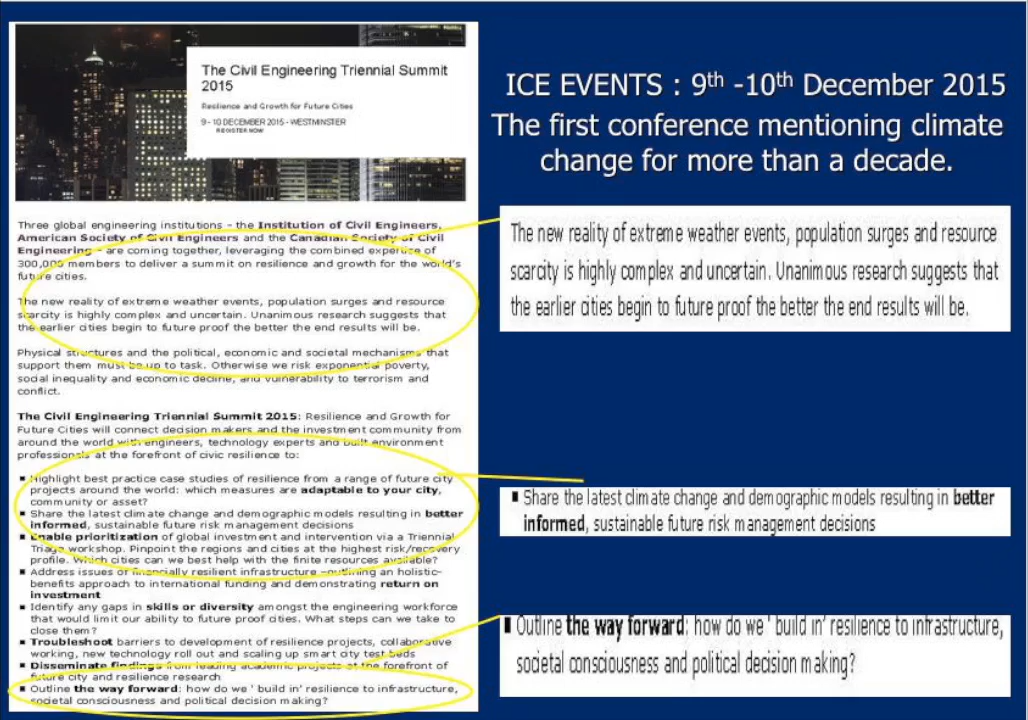 The Civil Engineering Triennial Summit
2015
Resilience and Growth for Future Cities
9 - 10 DECEMBER 2015 - WESTMINSTER
REGISTER NOW
Three global engineering institutions - the Institution of Civil Engineers,
American Society of Civil Engineers and the Canadian Society of Civil
Engineering - are coming together, leveraging the combined expertise of
300,000 members to deliver a summit on resilience and growth for the world's
future cities.
The new reality of extreme weather events, population surges and resource
scarcity is highly complex and uncertain. Unanimous research suggests that
the earlier cities begin to future proof the better the end results will be.
Physical structures and the political, economic and societal mechanisms that
support them must be up to task. Otherwise we risk exponential poverty,
social inequality and economic decline, and vulnerability to terrorism and
conflict.
The Civil Engineering Triennial Summit 2015: Resilience and Growth for
Future Cities will connect decision makers and the investment community from
around the world with engineers, technology experts and built environment
professionals at the forefront of civic resilience to:
▪ Highlight best practice case studies of resilience from a range of future city
projects around the world: which measures are adaptable to your city,
community or asset?
▪ Share the latest climate change and demographic models resulting in better
informed, sustainable future risk management decisions
▪ Enable prioritization of global investment and intervention via a Triennial
Triage workshop. Pinpoint the regions and cities at the highest risk/recovery
profile. Which cities can we best help with the finite resources available?
▪ Address issues of financially resilient infrastructure -outlining an holistic-
benefits approach to international funding and demonstrating return on
investment
▪ Identify any gaps in skills or diversity amongst the engineering workforce
that would limit our ability to future proof cities. What steps can we take to
close them?
▪ Troubleshoot barriers to development of resilience projects, collaborative
working, new technology roll out and scaling up smart city test beds
▪ Disseminate findings from leading academic projects at the forefront of
future city and resilience research
▪ Outline the way forward: how do we ' build in' resilience to infrastructure,
societal consciousness and political decision making?
ICE EVENTS : 9th -10th December 2015
The first conference mentioning climate
change for more than a decade.
The new reality of extreme weather events, population surges and resource
scarcity is highly complex and uncertain. Unanimous research suggests that
the earlier cities begin to future proof the better the end results will be.
▪ Share the latest climate change and demographic models resulting in better
informed, sustainable future risk management decisions
▪ Outline the way forward: how do we ' build in' resilience to infrastructure,
societal consciousness and political decision making?